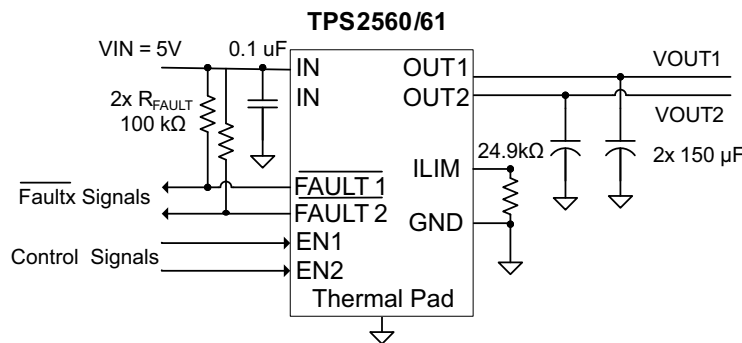 TPS2560/61
VIN = 5V
0.1 uF
IN
OUT1
VOUT1
IN
OUT2
VOUT2
2x RFAULT
100 kΩ
24.9kΩ
2x 150 µF
ILIM
FAULT 1
Faultx Signals
FAULT 2
GND
EN1
Control Signals
EN2
Thermal Pad